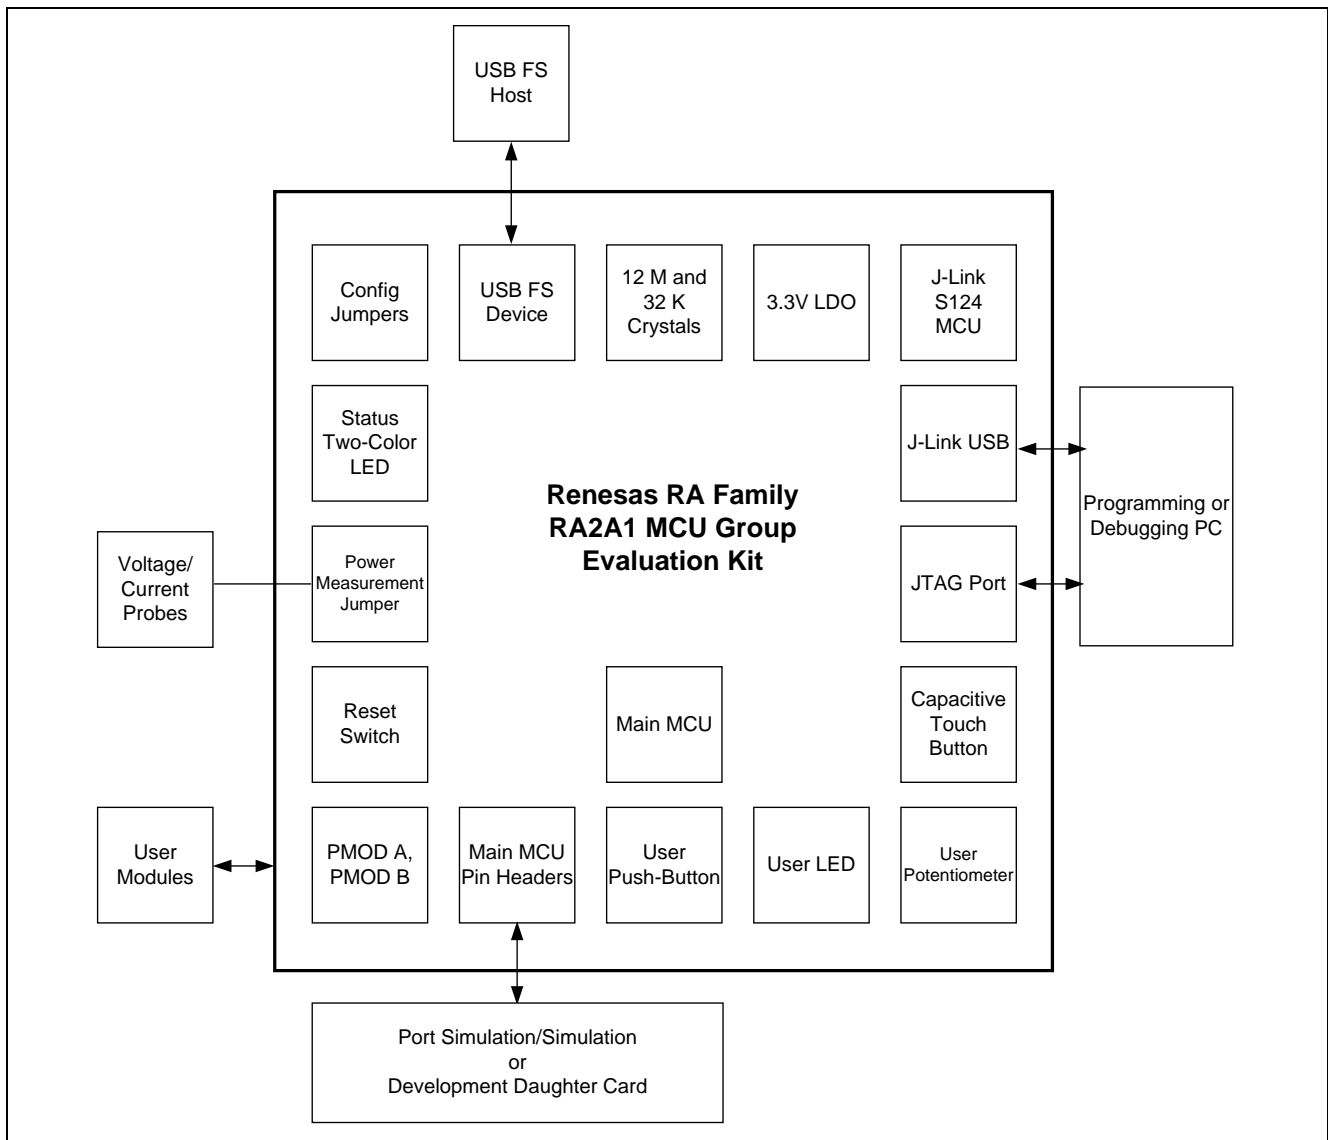 USB FS
Host
Config
Jumpers
USB FS
Device
12 M and
32 K
Crystals
3.3V LDO
J-Link
S124
MCU
Status
Two-Color
LED
J-Link USB
Renesas RA Family
RA2A1 MCU Group
Evaluation Kit
Programming or
Debugging PC
Voltage/
Current
Probes
Power
Measurement
Jumper
JTAG Port
Reset
Switch
Main MCU
Capacitive
Touch
Button
User
Modules
PMOD A,
PMOD B
Main MCU
Pin Headers
User
Push-Button
User LED
User
Potentiometer
Port Simulation/Simulation
or
Development Daughter Card